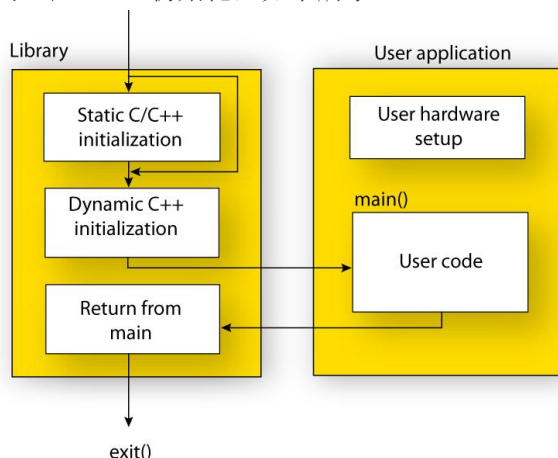 Library
User application
Static C/C++
initialization
User hardware
setup
Dynamic C++
initialization
main()
User code
Return from
main
exit()